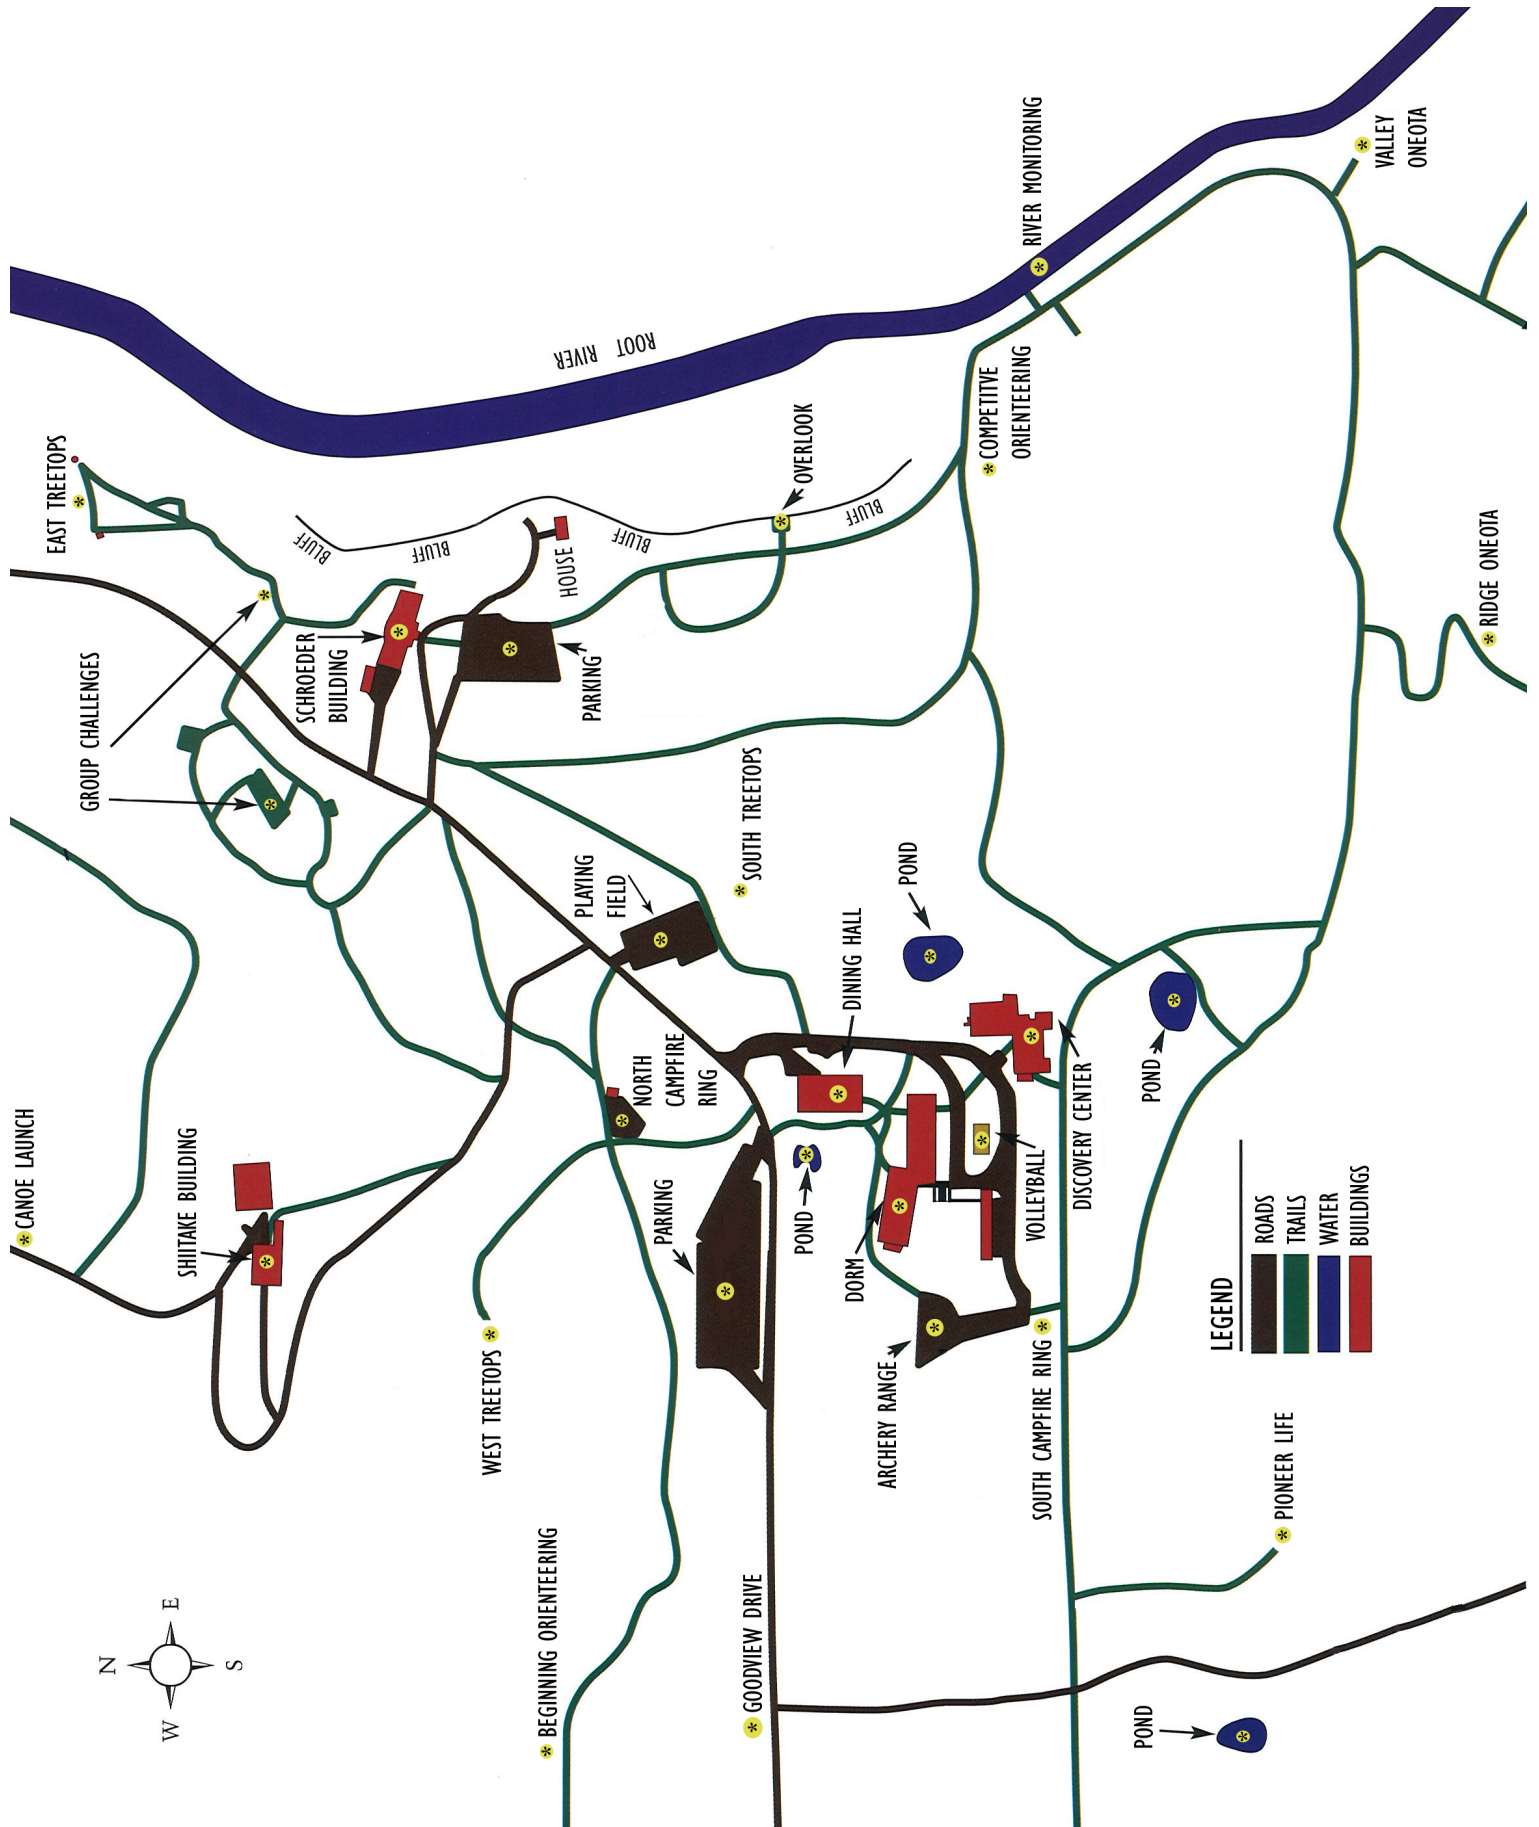 CANOE LAUNCH
SHIITAKE BUILDING
GROUP CHALLENGES
EAST TREETOPS
SCHROEDER
BUILDING
BLUFF
BLUFF
BLUFF
BLUFF
HOUSE
PARKING
ROOT RIVER
OVERLOOK
N
W
E
S
WEST TREETOPS
BEGINNING ORIENTEERING
PLAYING
FIELD
NORTH
CAMPFIRE
RING
PARKING
SOUTH TREETOPS
GOODVIEW DRIVE
POND
DINING HALL
DORM
ARCHERY RANGE
POND
VOLLEYBALL
SOUTH CAMPFIRE RING
DISCOVERY CENTER
COMPETITIVE
ORIENTEERING
RIVER MONITORING
POND
POND
PIONEER LIFE
VALLEY
ONEOTA
RIDGE ONEOTA
LEGEND
ROADS
TRAILS
WATER
BUILDINGS